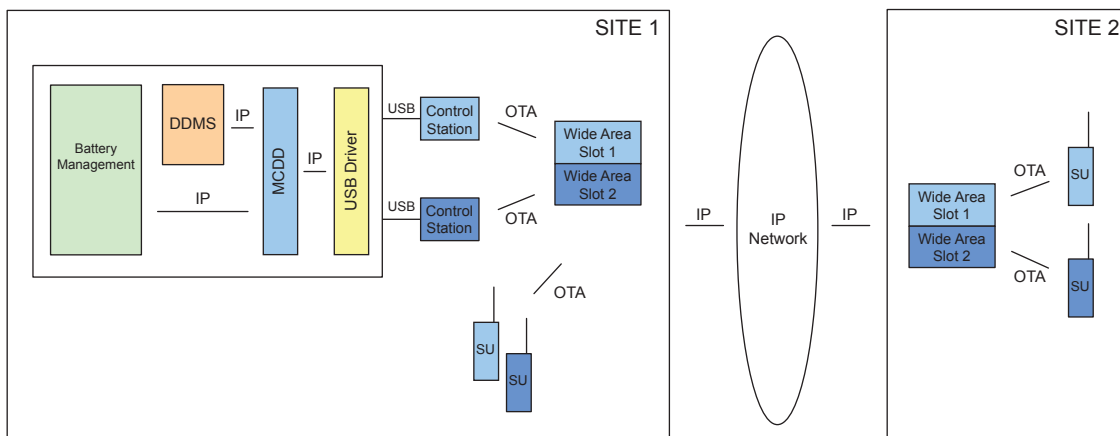 SITE 1
SITE 2
Battery
Management
DDMS
IP
MCDD
IP
USB Driver
IP
USB
Control
Station
OTA
Wide Area
Slot 1
Wide Area
Slot 2
USB
Control
Station
OTA
OTA
SU
SU
IP
IP
Network
IP
Wide Area
Slot 1
Wide Area
Slot 2
OTA
SU
OTA
SU